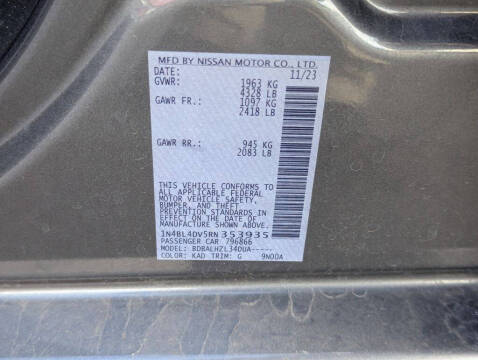 MFD BY NISSAN MOTOR CO., LTD.
DATE: 11/23
GVWR: 1963 KG
4328 LB
GAWR FR.: 1097 KG
2418 LB
GAWR RR.: 945 KG
2083 LB
THIS VEHICLE CONFORMS TO
ALL APPLICABLE FEDERAL
MOTOR VEHICLE SAFETY,
BUMPER, AND THEFT
PREVENTION STANDARDS IN
EFFECT ON THE DATE OF
MANUFACTURE SHOWN ABOVE.
1N4BL4DV5RN353935
PASSENGER CAR 796866
MODEL: BDBALHZL34DUA-----
COLOR: KAD TRIM: G 9N00A